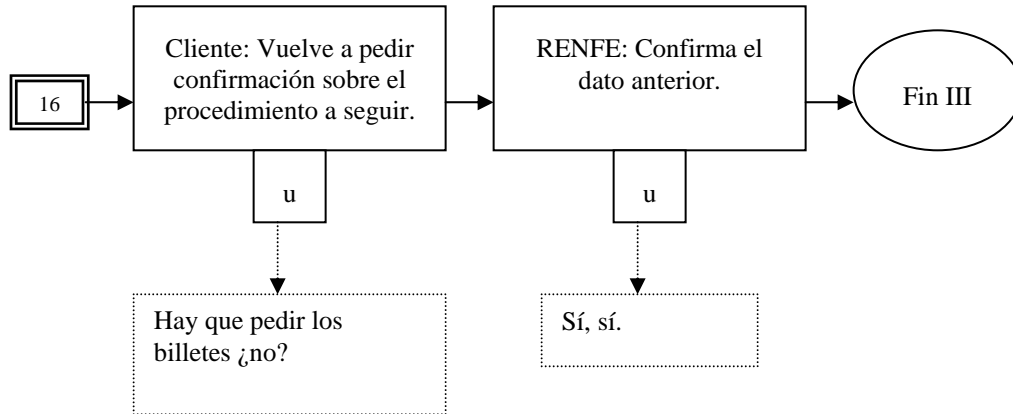 16
Cliente: Vuelve a pedir
confirmación sobre el
procedimiento a seguir.
RENFE: Confirma el
dato anterior.
Fin III
u
u
Hay que pedir los
billetes ¿no?
Sí, sí.